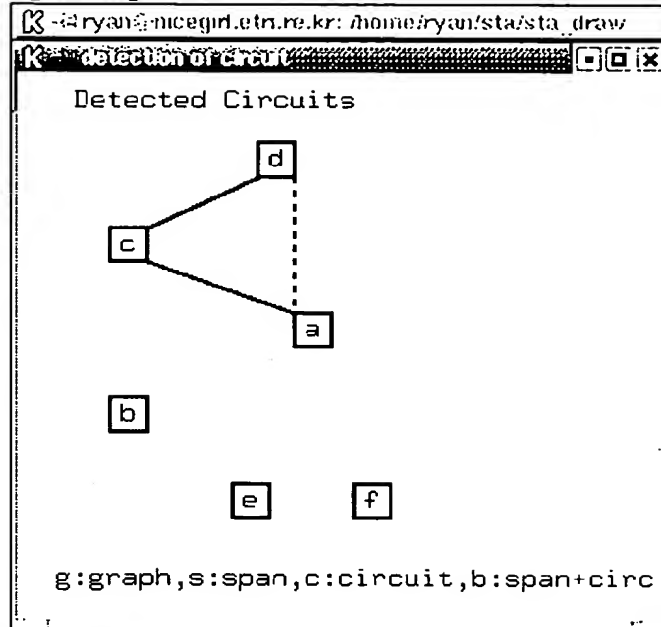 ryan@nicegirl.etri.re.kr: /home/ryan/sta/sta_draw
detection of circuit
Detected Circuits
d
c
a
b
e f
g:graph,s:span,c:circuit,b:span+circ